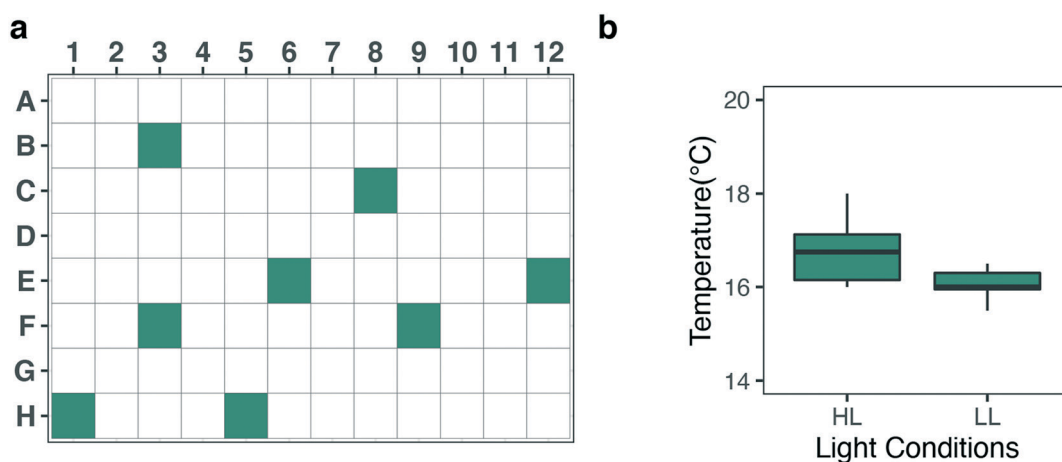 a
1 2 3 4 5 6 7 8 9 10 11 12
A
B
C
D
E
F
G
H
b
Temperature(°C)
20
18
16
14
HL LL
Light Conditions